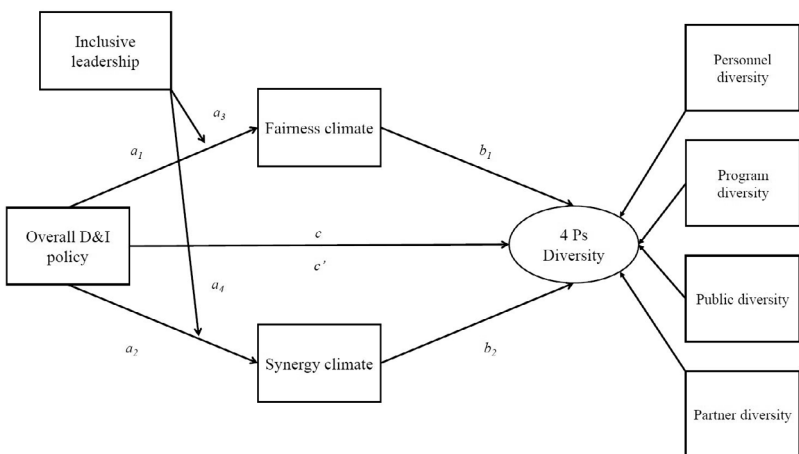 Inclusive
leadership
Personnel
diversity
a3
Fairness climate
a1
b1
Program
diversity
Overall D&I
policy
c
c'
4 Ps
Diversity
a4
Public diversity
a2
Synergy climate
b2
Partner diversity